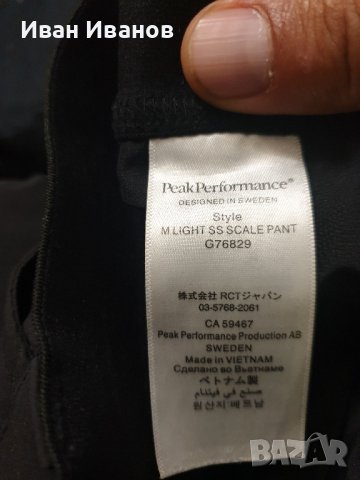 Иван Иванов
PeakPerformance®
DESIGNED IN SWEDEN
Style
M LIGHT SS SCALE PANT
G76829
株式会社 RCTジャパン
03-5768-2061
CA 59467
Peak Performance Production AB
SWEDEN
Made in VIETNAM
Сделано во Вьетнаме
ベトナム製
صنع في فيتنام
원산지:베트남
BAZAR
bg